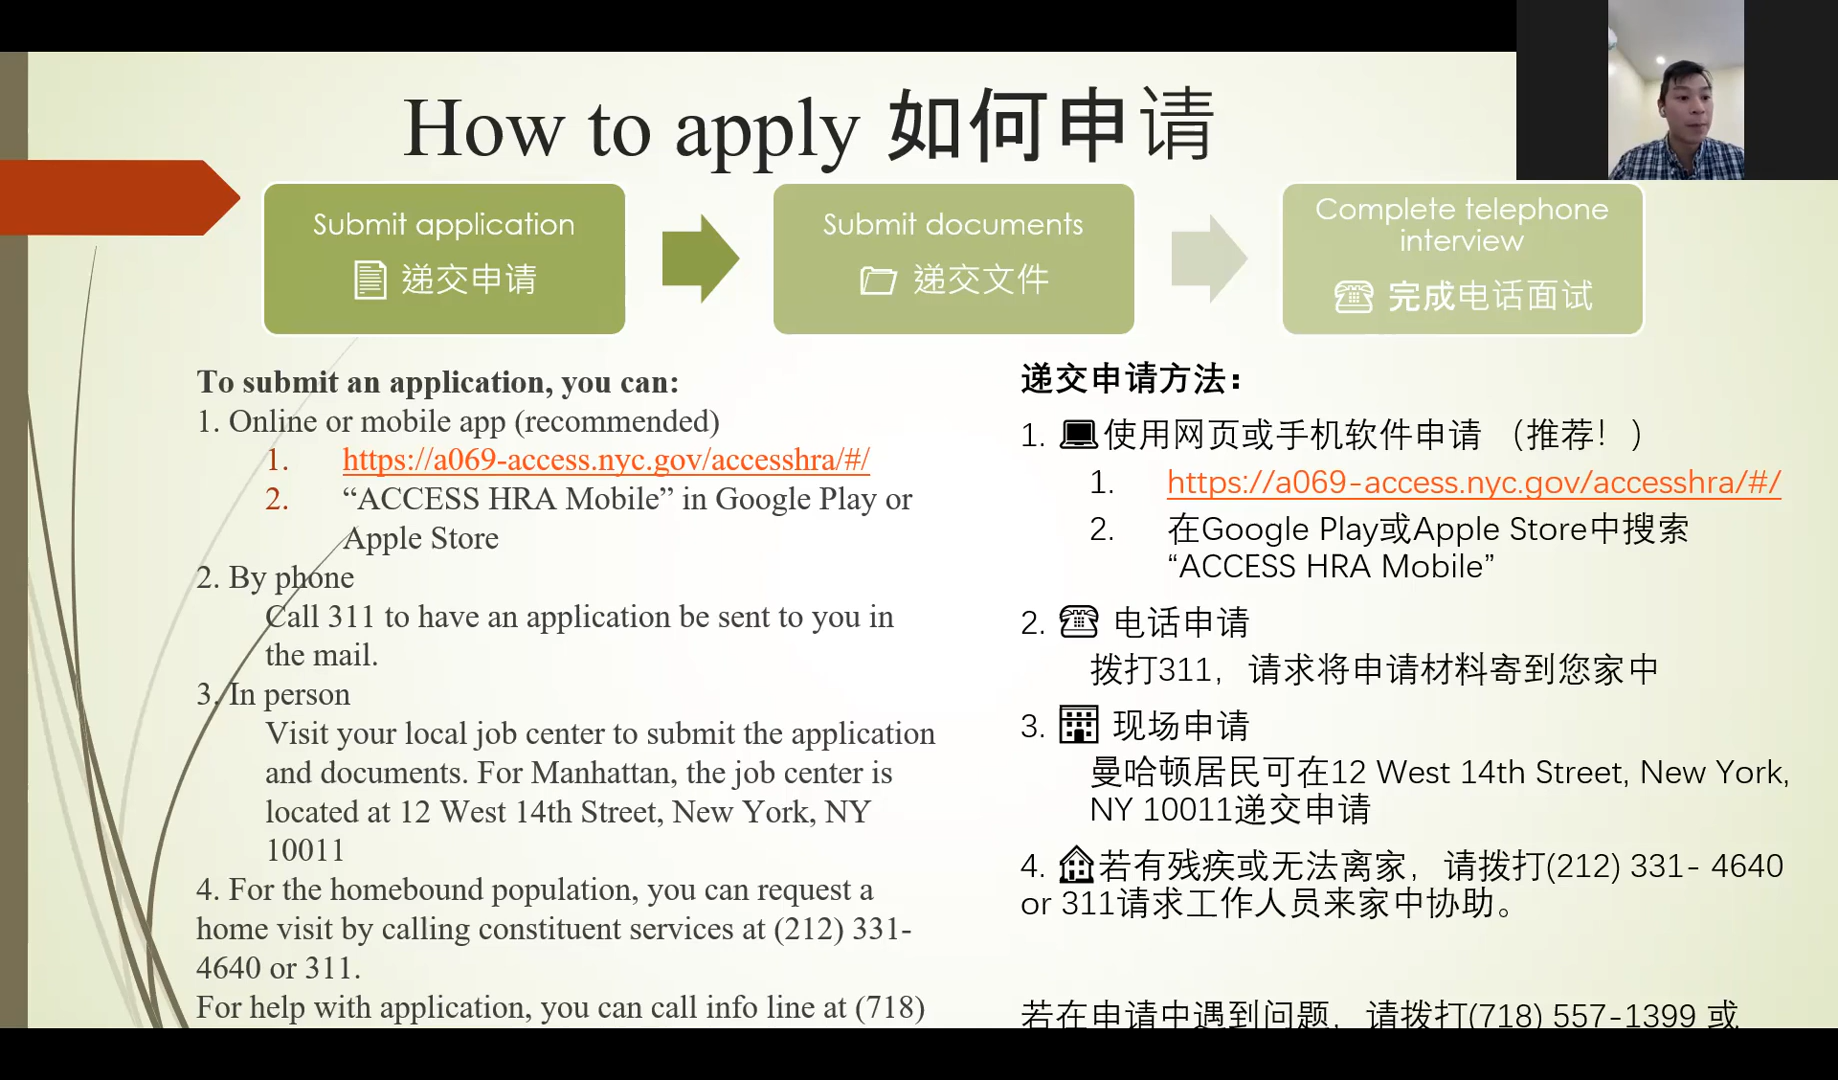 How to apply 如何申请
Submit application
递交申请
Submit documents
递交文件
Complete telephone
interview
完成电话面试
To submit an application, you can:
1. Online or mobile app (recommended)
1. https://a069-access.nyc.gov/accesshra/#/
2. “ACCESS HRA Mobile” in Google Play or
Apple Store
2. By phone
Call 311 to have an application be sent to you in
the mail.
3. In person
Visit your local job center to submit the application
and documents. For Manhattan, the job center is
located at 12 West 14th Street, New York, NY
10011
4. For the homebound population, you can request a
home visit by calling constituent services at (212) 331-
4640 or 311.
For help with application, you can call info line at (718)
递交申请方法：
1. 使用网页或手机软件申请 （推荐！）
1. https://a069-access.nyc.gov/accesshra/#/
2. 在Google Play或Apple Store中搜索
“ACCESS HRA Mobile”
2. 电话申请
拨打311，请求将申请材料寄到您家中
3. 现场申请
曼哈顿居民可在12 West 14th Street, New York,
NY 10011递交申请
4. 若有残疾或无法离家，请拨打(212) 331- 4640
or 311请求工作人员来家中协助。
若在申请中遇到问题，请拨打(718) 557-1399 或